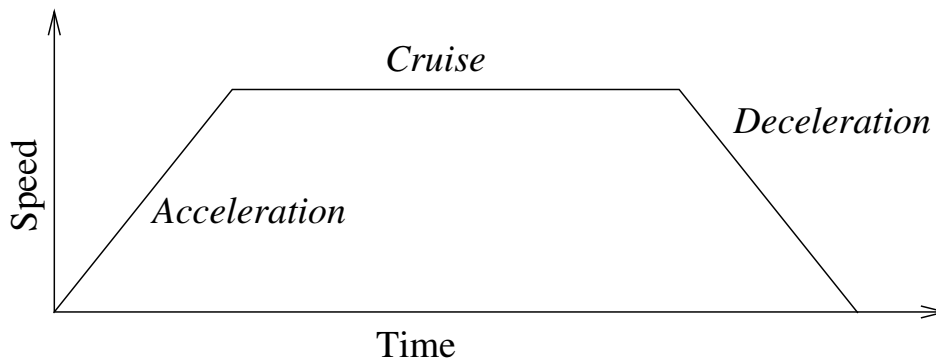 Cruise
Deceleration
Acceleration
Speed
Time